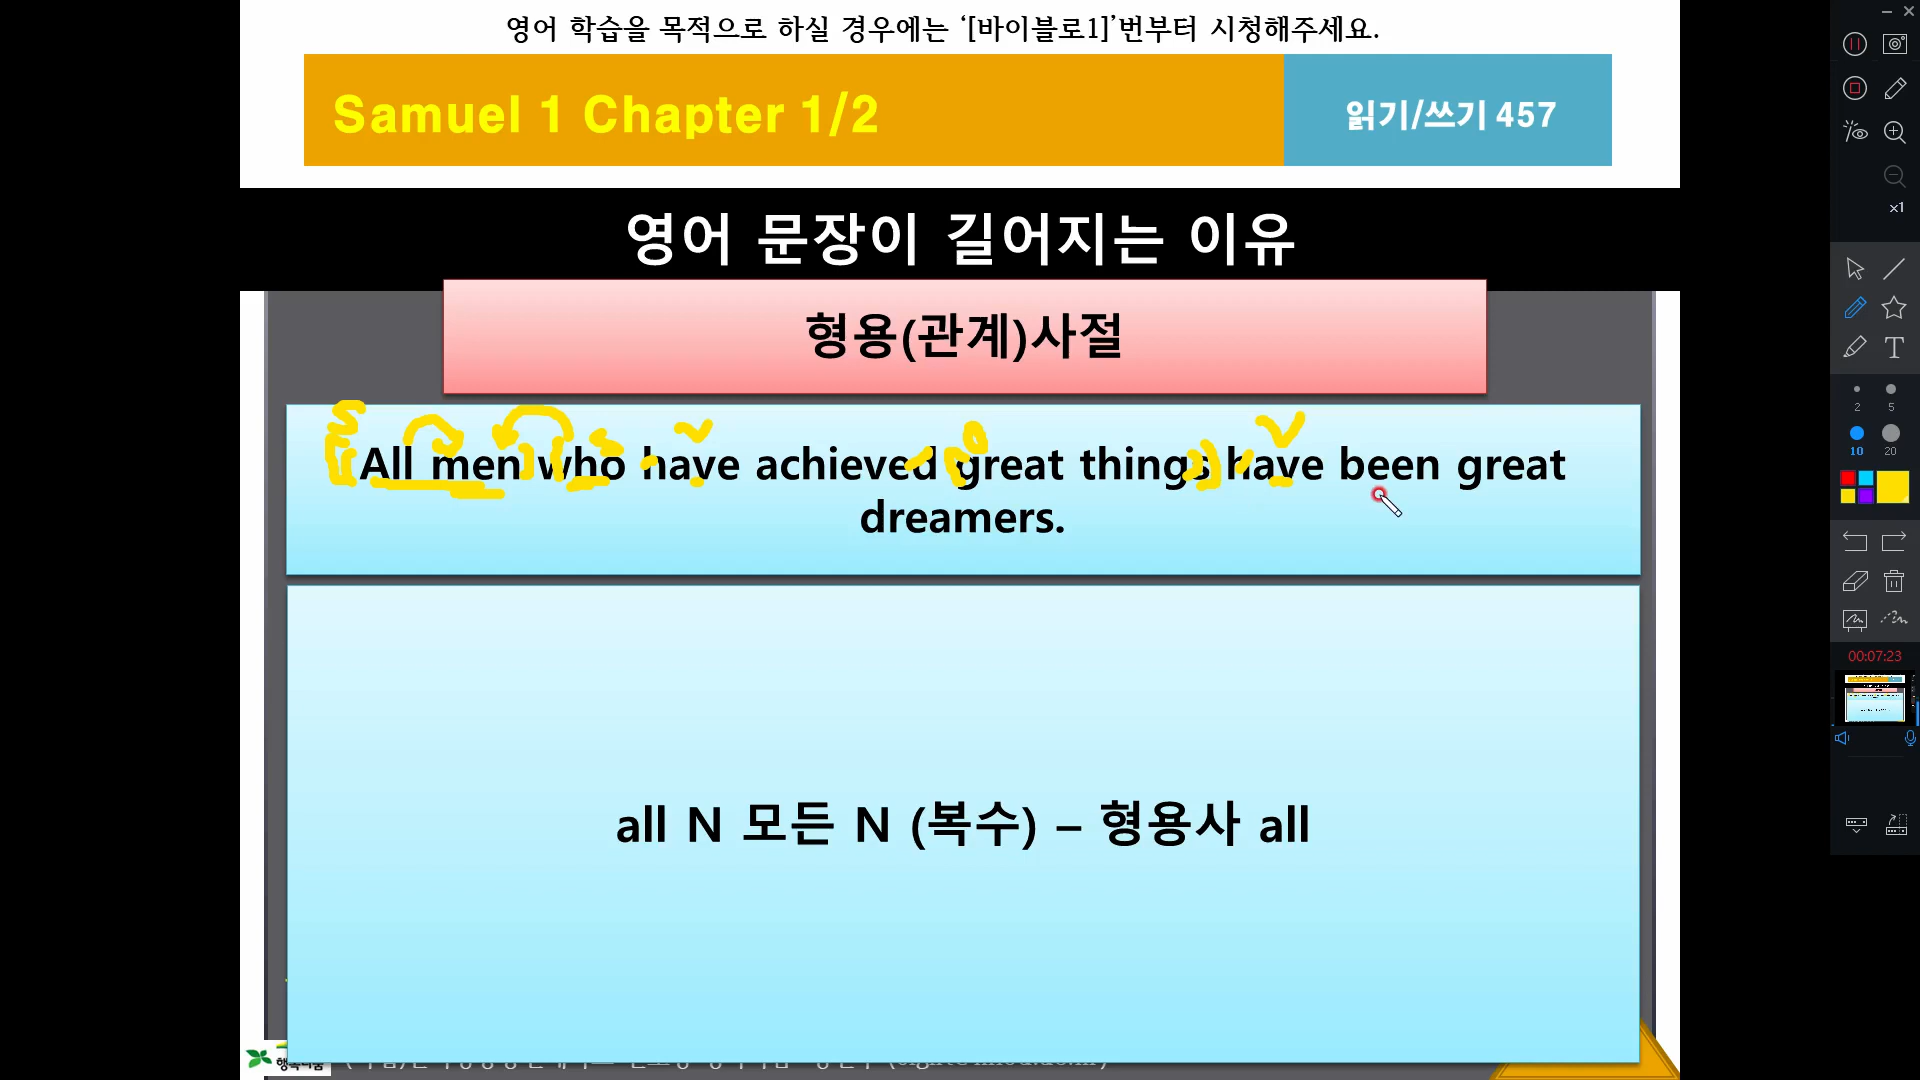 영어 학습을 목적으로 하실 경우에는 ‘[바이블로1]’번부터 시청해주세요.
Samuel 1 Chapter 1/2
읽기/쓰기 457
영어 문장이 길어지는 이유
형용(관계)사절
All men who have achieved great things have been great
dreamers.
all N 모든 N (복수) – 형용사 all
x1
T
2 5
10 20
00:07:23